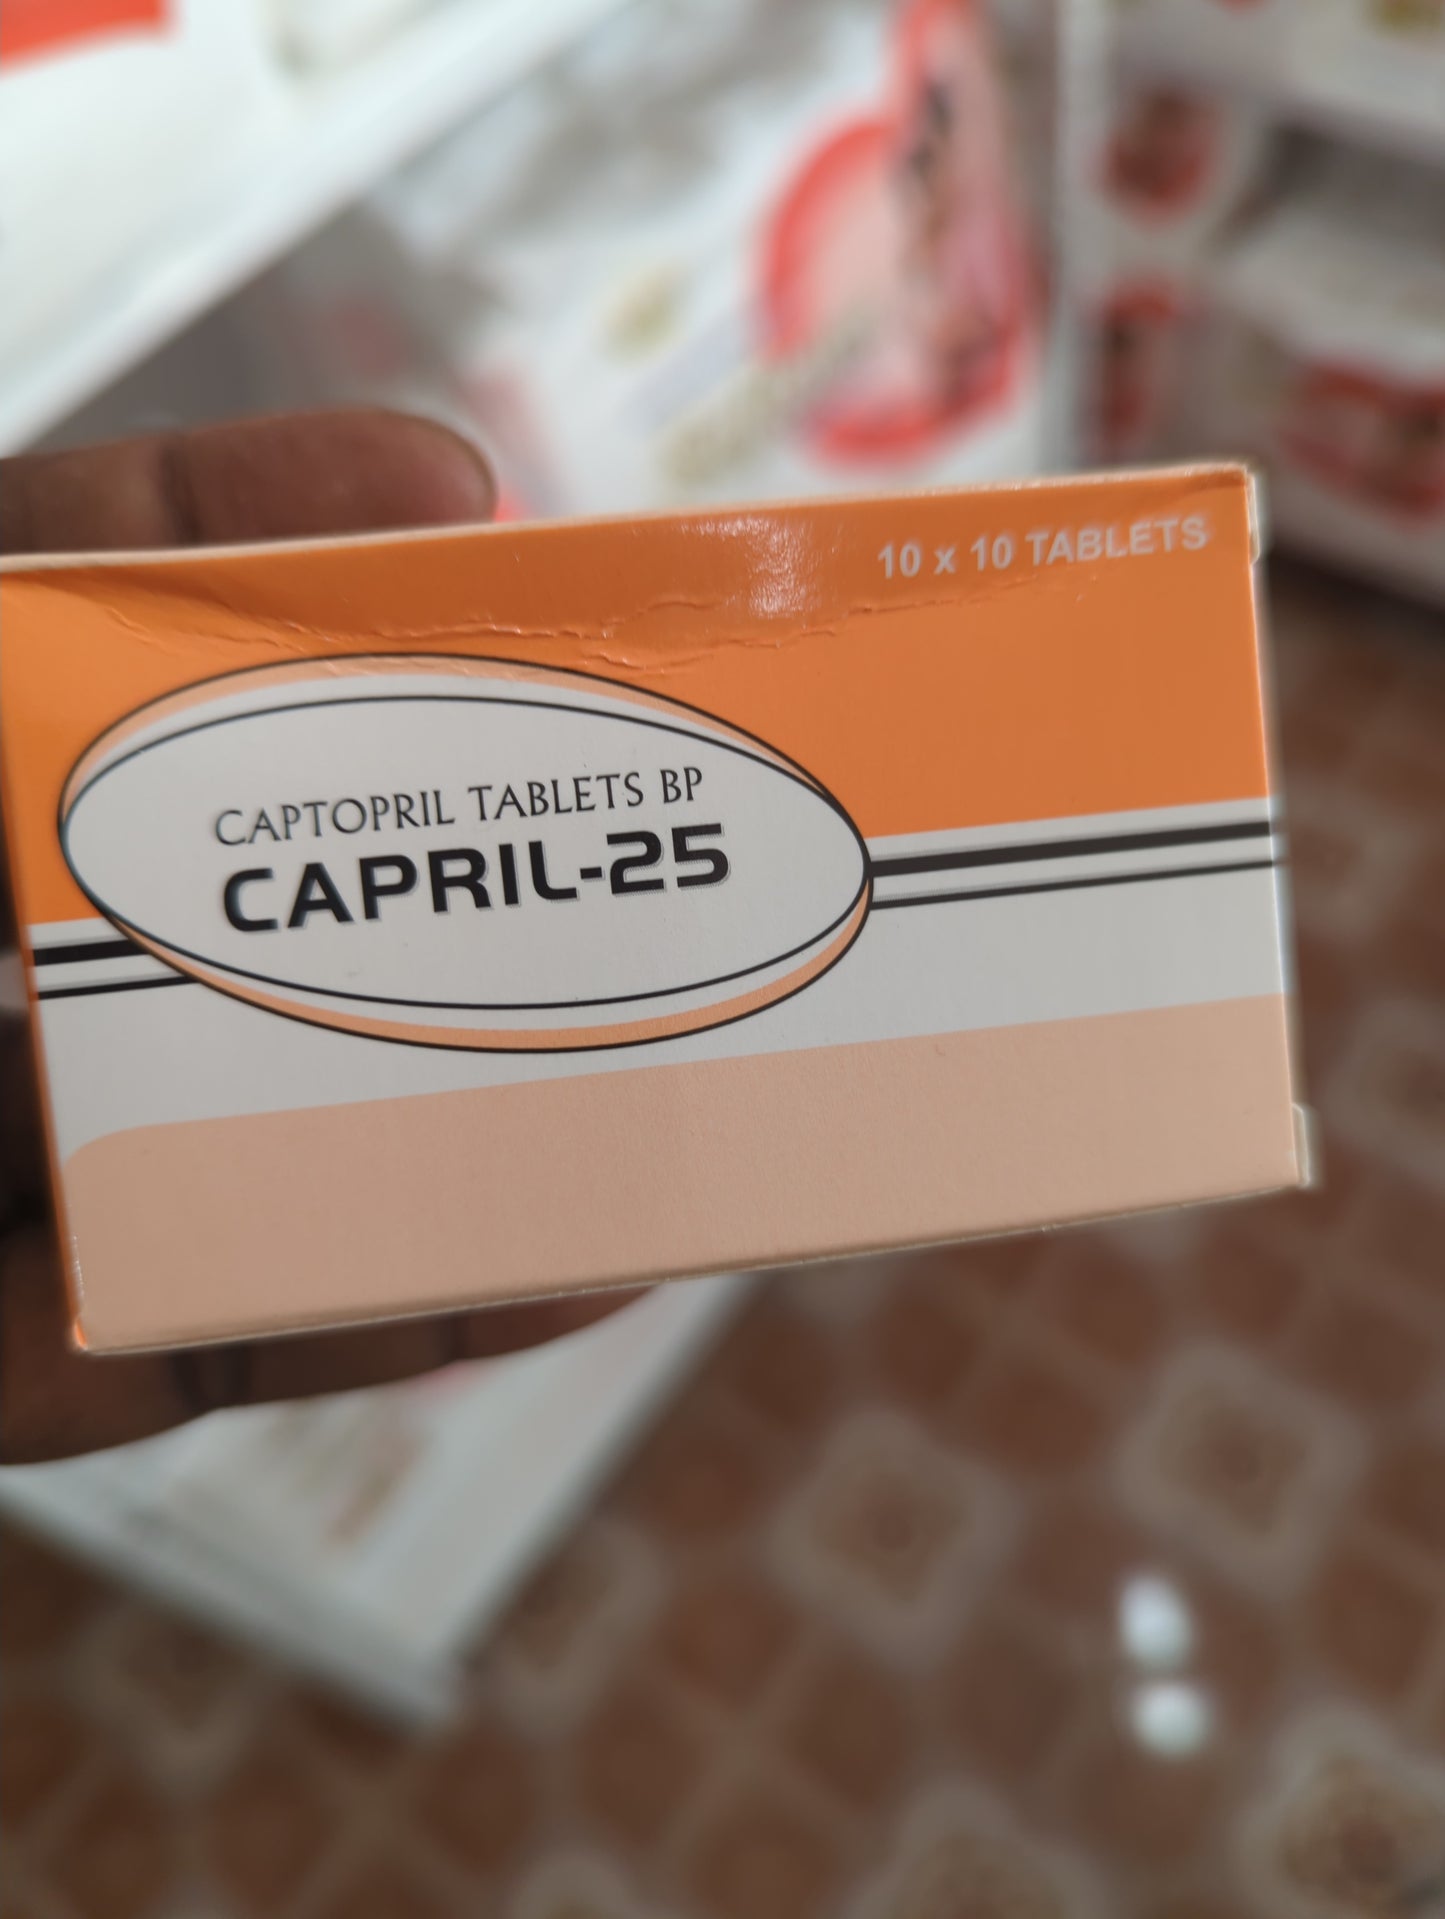 10 x 10 TABLETS
CAPTOPRIL TABLETS BP
CAPRIL-25